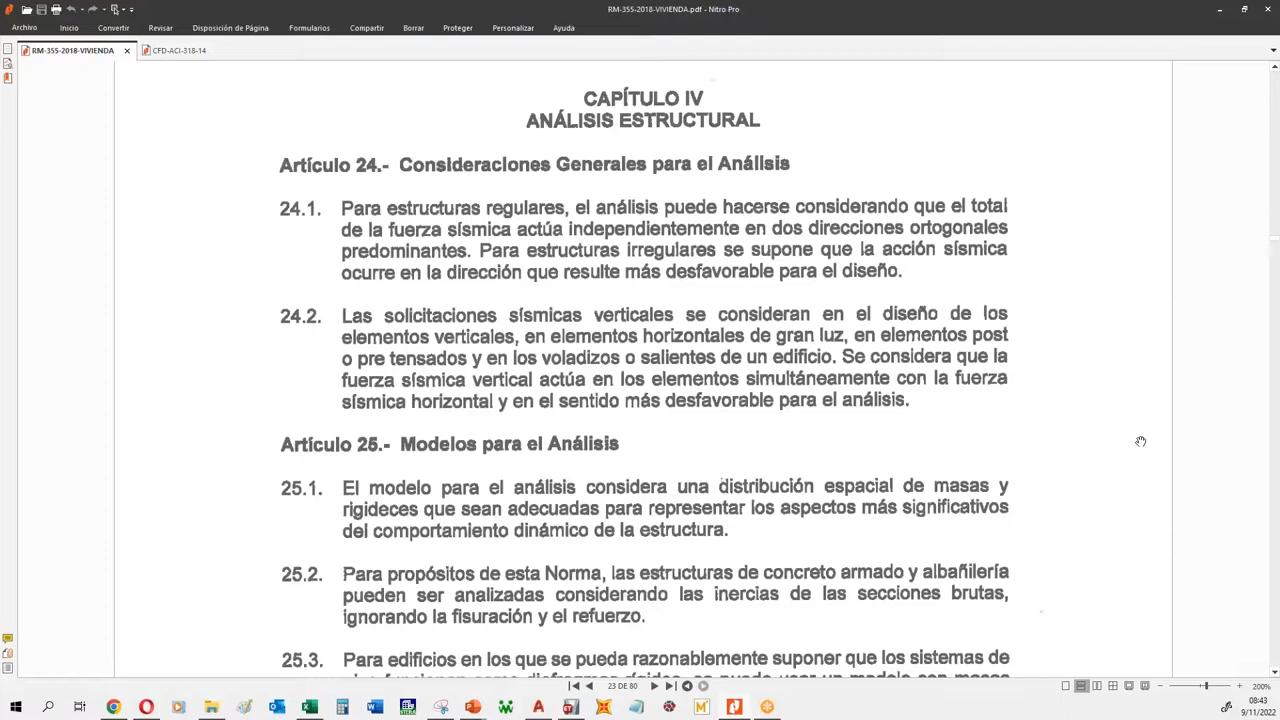 RM-355-2018-VIVIENDA.pdf - Nitro Pro
Archivo Inicio Convertir Revisar Disposición de Página Formularios Compartir Borrar Proteger Personalizar Ayuda
RM-355-2018-VIVIENDA CFD-ACI-318-14
CAPÍTULO IV
ANÁLISIS ESTRUCTURAL
Artículo 24.- Consideraciones Generales para el Análisis
24.1. Para estructuras regulares, el análisis puede hacerse considerando que el total
de la fuerza sísmica actúa independientemente en dos direcciones ortogonales
predominantes. Para estructuras irregulares se supone que la acción sísmica
ocurre en la dirección que resulte más desfavorable para el diseño.
24.2. Las solicitaciones sísmicas verticales se consideran en el diseño de los
elementos verticales, en elementos horizontales de gran luz, en elementos post
o pre tensados y en los voladizos o salientes de un edificio. Se considera que la
fuerza sísmica vertical actúa en los elementos simultáneamente con la fuerza
sísmica horizontal y en el sentido más desfavorable para el análisis.
Artículo 25.- Modelos para el Análisis
25.1. El modelo para el análisis considera una distribución espacial de masas y
rigideces que sean adecuadas para representar los aspectos más significativos
del comportamiento dinámico de la estructura.
25.2. Para propósitos de esta Norma, las estructuras de concreto armado y albañilería
pueden ser analizadas considerando las inercias de las secciones brutas,
ignorando la fisuración y el refuerzo.
25.3. Para edificios en los que se pueda razonablemente suponer que los sistemas de
23 DE 80
200%
08:43
9/11/2022